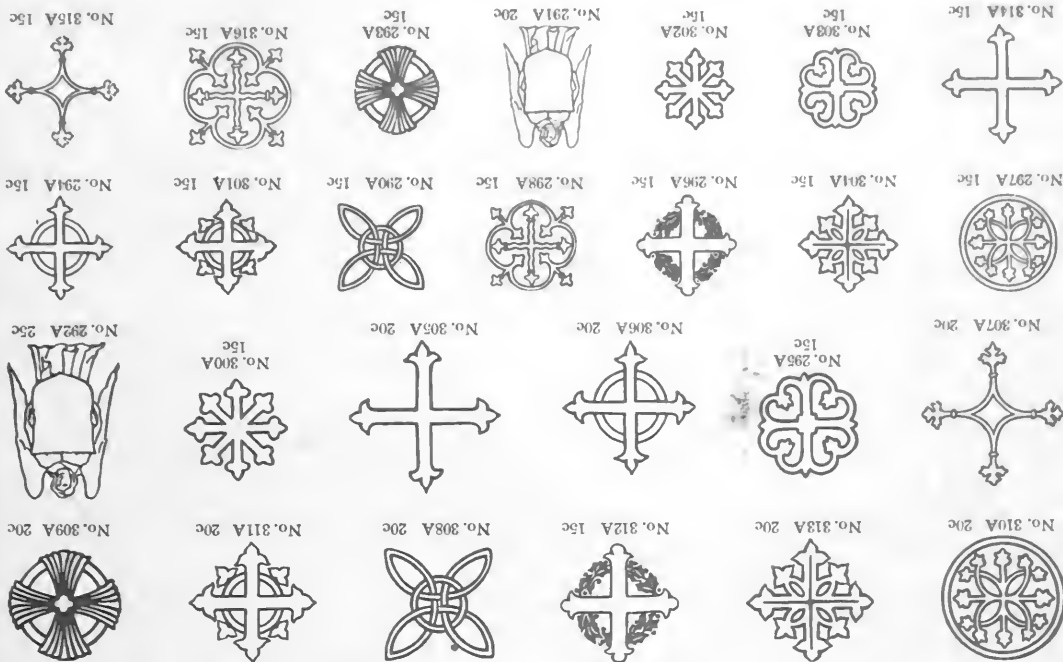 No. 310A 20c
No. 313A 20c
No. 312A 15c
No. 308A 20c
No. 311A 20c
No. 309A 20c
No. 307A 20c
No. 295A
15c
No. 306A 20c
No. 305A 20c
No. 300A
15c
No. 292A 25c
No. 297A 15c
No. 304A 15c
No. 296A 15c
No. 298A 15c
No. 290A 15c
No. 301A 15c
No. 294A 15c
No. 314A 15c
No. 303A
15c
No. 302A
15c
No. 291A 20c
No. 293A
15c
No. 316A 15c
No. 315A 15c